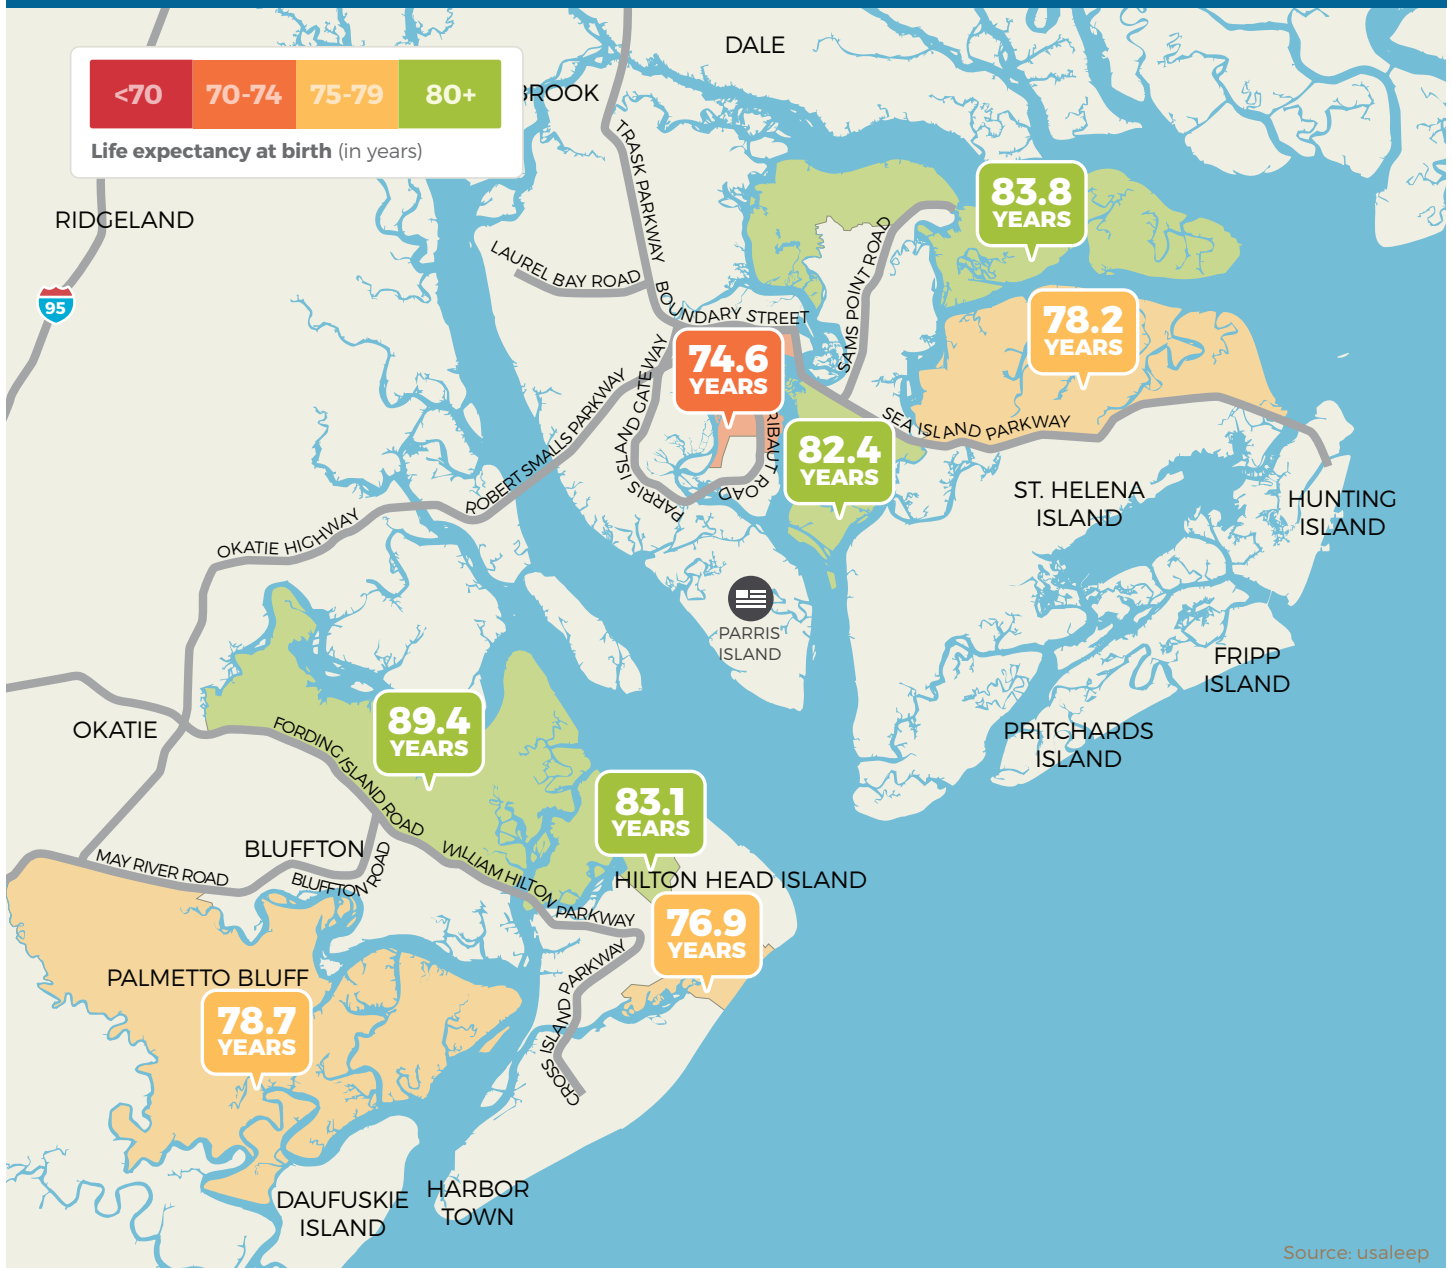 DALE
<70 70-74 75-79 80+
Life expectancy at birth (in years)
BROOK
TRASK PARKWAY
RIDGELAND
95
LAUREL BAY ROAD
BOUNDARY STREET
SAMS POINT ROAD
83.8
YEARS
78.2
YEARS
74.6
YEARS
PARRIS ISLAND GATEWAY
ROBERT SMALLS PARKWAY
RIBAUT ROAD
82.4
YEARS
SEA ISLAND PARKWAY
ST. HELENA
ISLAND
HUNTING
ISLAND
OKATIE HIGHWAY
PARRIS
ISLAND
FRIPP
ISLAND
PRITCHARDS
ISLAND
OKATIE
FORDING ISLAND ROAD
89.4
YEARS
83.1
YEARS
BLUFFTON
MAY RIVER ROAD
BLUFFTON ROAD
WILLIAM HILTON PARKWAY
HILTON HEAD ISLAND
76.9
YEARS
CROSS ISLAND PARKWAY
PALMETTO BLUFF
78.7
YEARS
DAUFUSKIE
ISLAND
HARBOR
TOWN
Source: usaleep